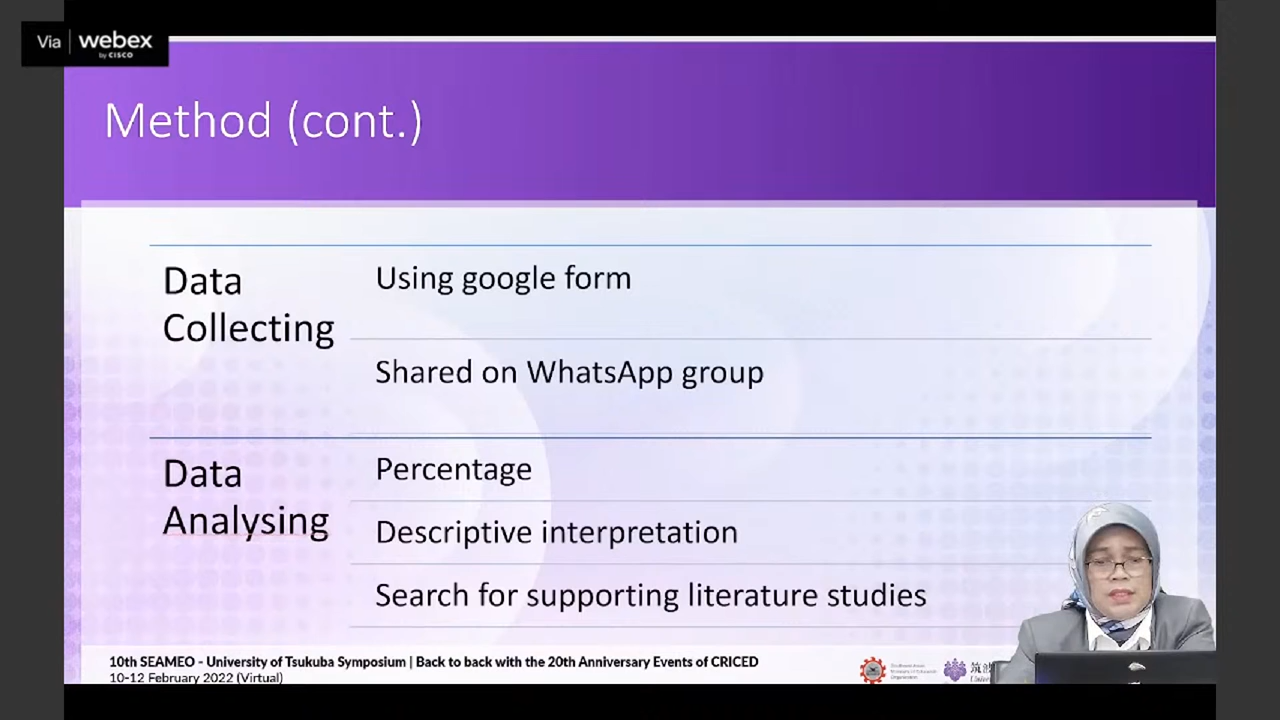 Via webex
by CISCO
Method (cont.)
Data
Collecting
Using google form
Shared on WhatsApp group
Data
Analysing
Percentage
Descriptive interpretation
Search for supporting literature studies
10th SEAMEO - University of Tsukuba Symposium | Back to back with the 20th Anniversary Events of CRICED
10-12 February 2022 (Virtual)
筑